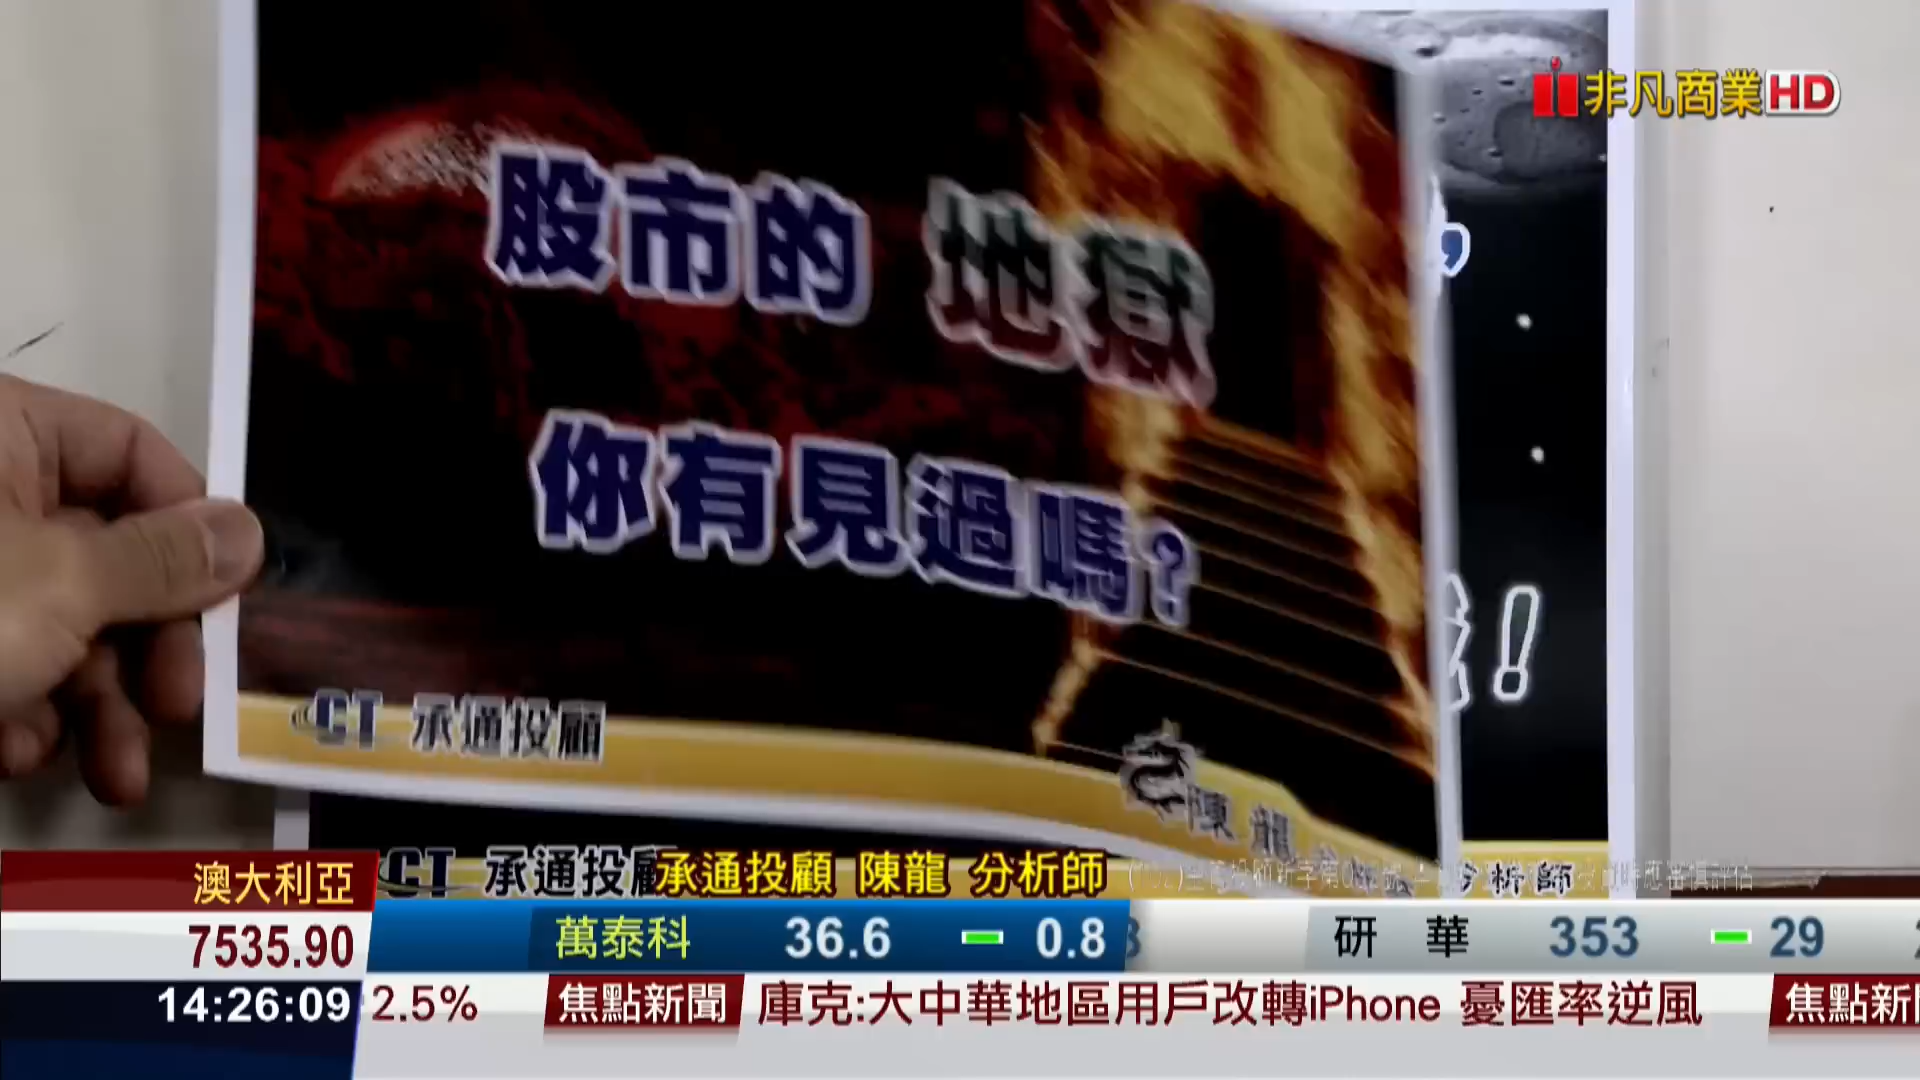 非凡商業HD
股市的 地獄
你有見過嗎?
!
CT 承通投顧
陳龍
CT 承通投顧
承通投顧 陳龍 分析師
分析師
澳大利亞
7535.90
14:26:09
萬泰科 36.6 0.8
研華 353 29
2.5% 焦點新聞 庫克:大中華地區用戶改轉iPhone 憂匯率逆風 焦點新